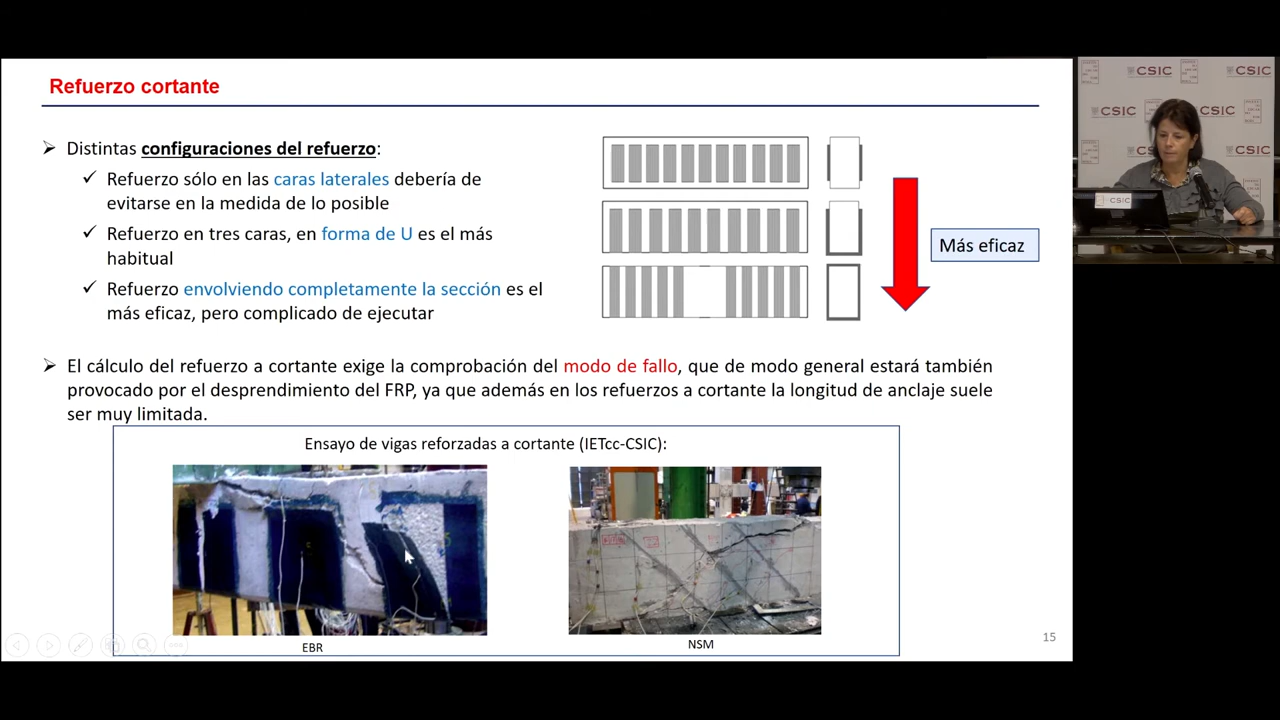 Refuerzo cortante
Distintas configuraciones del refuerzo:
Refuerzo sólo en las caras laterales debería de
evitarse en la medida de lo posible
Refuerzo en tres caras, en forma de U es el más
habitual
Refuerzo envolviendo completamente la sección es el
más eficaz, pero complicado de ejecutar
Más eficaz
El cálculo del refuerzo a cortante exige la comprobación del modo de fallo, que de modo general estará también
provocado por el desprendimiento del FRP, ya que además en los refuerzos a cortante la longitud de anclaje suele
ser muy limitada.
Ensayo de vigas reforzadas a cortante (IETcc-CSIC):
EBR
NSM
15
CSIC
CSIC
CSIC
CSIC
CSIC
CSIC
CSIC